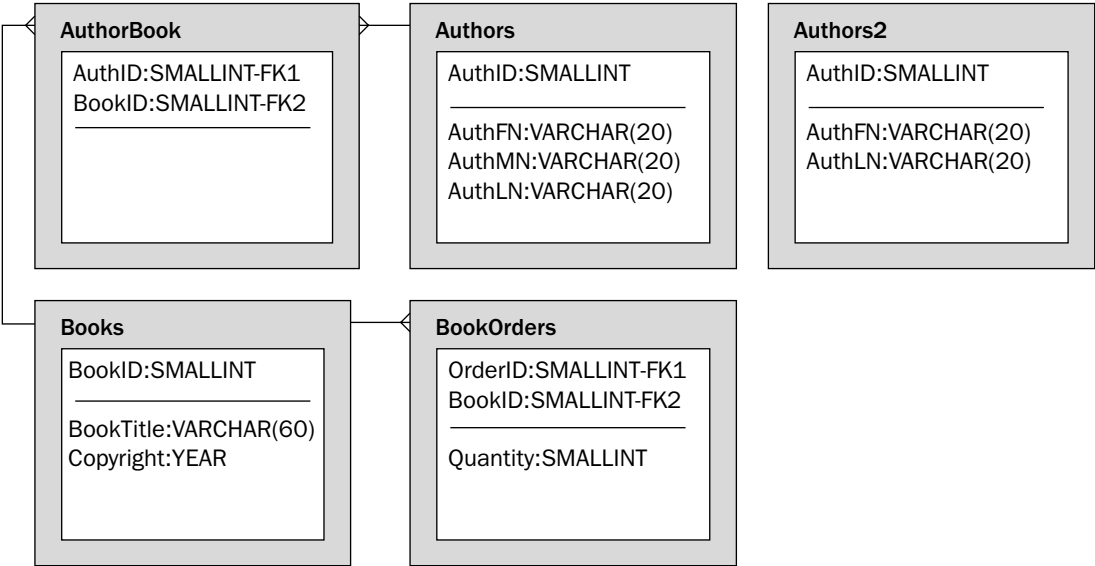 AuthorBook
AuthID:SMALLINT-FK1
BookID:SMALLINT-FK2
Authors
AuthID:SMALLINT
AuthFN:VARCHAR(20)
AuthMN:VARCHAR(20)
AuthLN:VARCHAR(20)
Authors2
AuthID:SMALLINT
AuthFN:VARCHAR(20)
AuthLN:VARCHAR(20)
Books
BookID:SMALLINT
BookTitle:VARCHAR(60)
Copyright:YEAR
BookOrders
OrderID:SMALLINT-FK1
BookID:SMALLINT-FK2
Quantity:SMALLINT